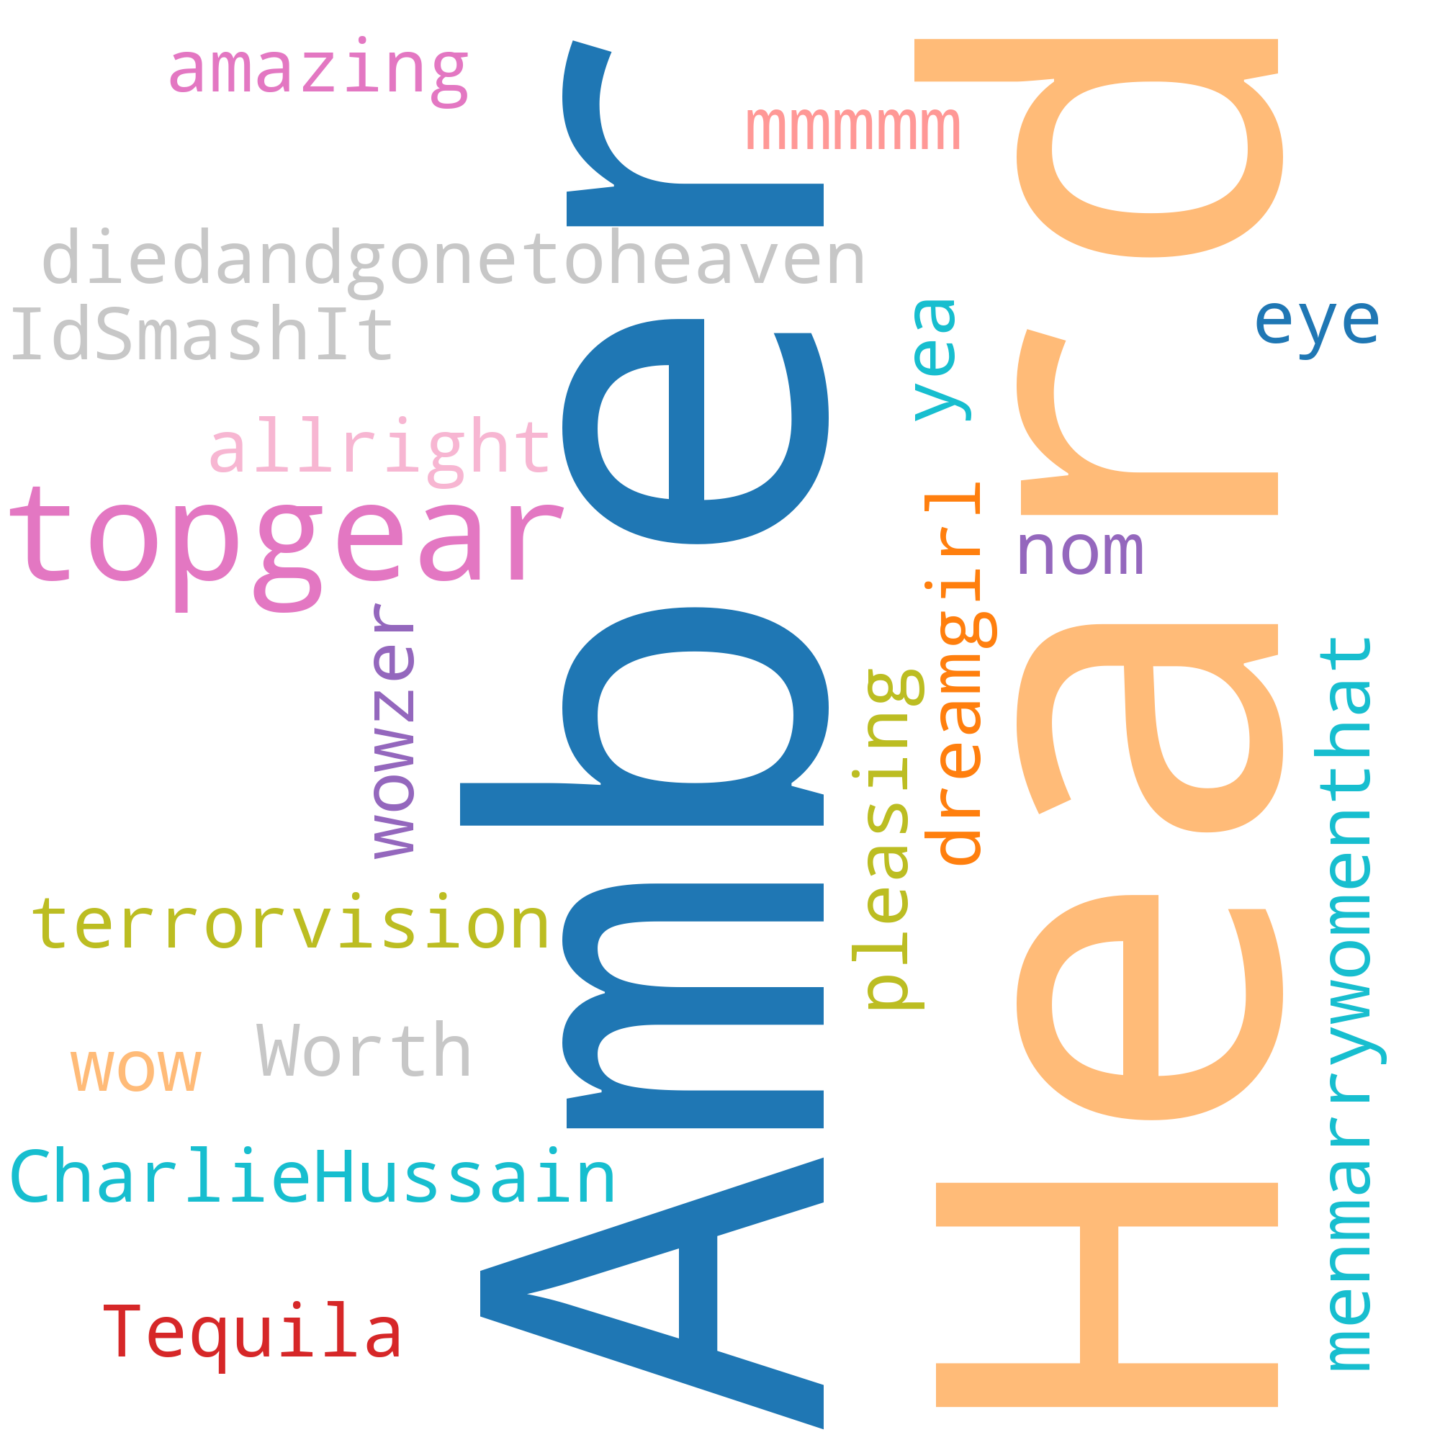 amazing
mmmmm
diedandgonetoheaven
IdSmashIt
yea
eye
allright
topgear
nom
wowzer
dreamgirl
pleasing
Amber
Heard
menmarrywomenthat
terrorvision
wow
Worth
CharlieHussain
Tequila